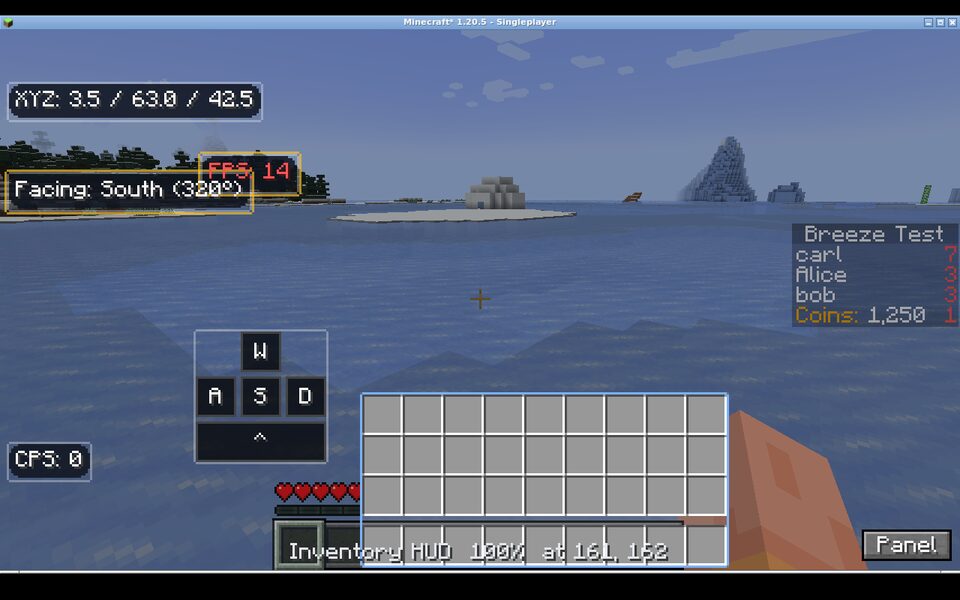 Minecraft* 1.20.5 - Singleplayer
XYZ: 3.5 / 63.0 / 42.5
FPS: 14
Facing: South (320°)
Breeze Test
carl 7
Alice 3
bob 3
Coins: 1,250 1
W
A S D
^
CPS: 0
Inventory HUD 100% at 161, 162
Panel